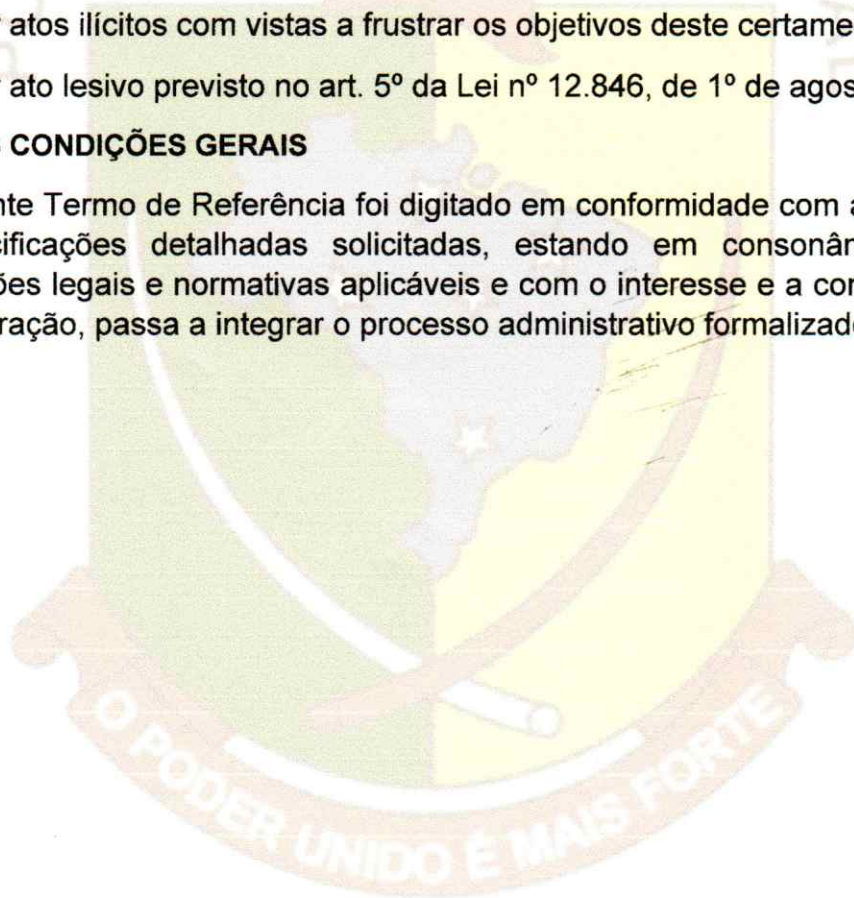 atos ilícitos com vistas a frustrar os objetivos deste certame
ato lesivo previsto no art. 5º da Lei nº 12.846, de 1º de agos
CONDIÇÕES GERAIS
nte Termo de Referência foi digitado em conformidade com a
cificações detalhadas solicitadas, estando em consonân
ões legais e normativas aplicáveis e com o interesse e a con
ração, passa a integrar o processo administrativo formalizado
O PODER UNIDO É MAIS FORTE